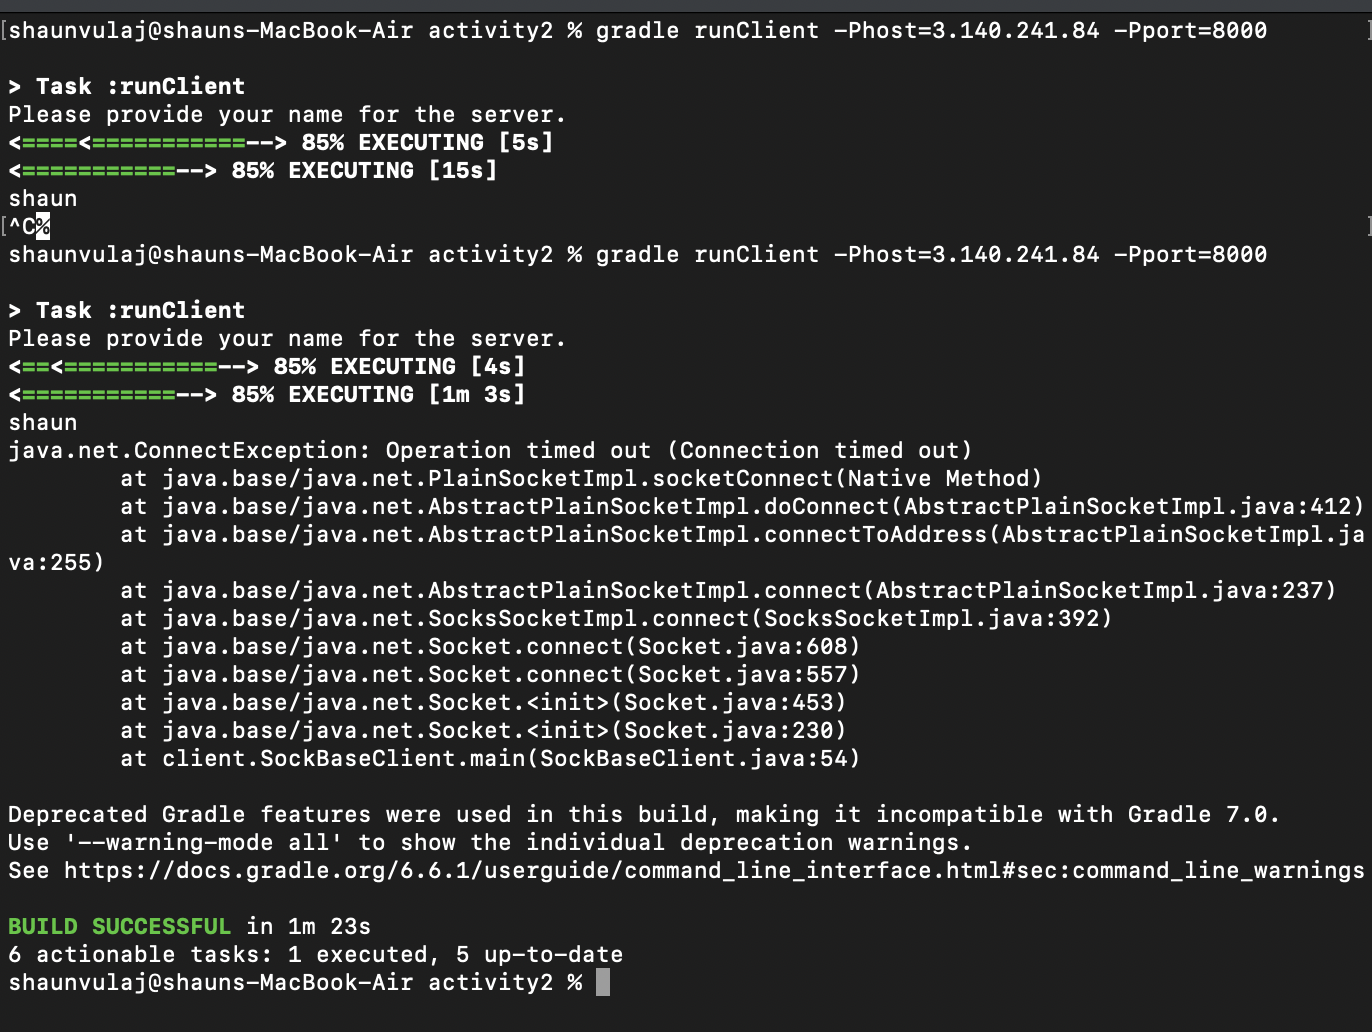 [shaunvulaj@shauns-MacBook-Air activity2 % gradle runClient -Phost=3.140.241.84 -Pport=8000 ]
> Task :runClient
Please provide your name for the server.
<====<===========--> 85% EXECUTING [5s]
<===========--> 85% EXECUTING [15s]
shaun
[^C% ]
shaunvulaj@shauns-MacBook-Air activity2 % gradle runClient -Phost=3.140.241.84 -Pport=8000
> Task :runClient
Please provide your name for the server.
<==<===========--> 85% EXECUTING [4s]
<===========--> 85% EXECUTING [1m 3s]
shaun
java.net.ConnectException: Operation timed out (Connection timed out)
at java.base/java.net.PlainSocketImpl.socketConnect(Native Method)
at java.base/java.net.AbstractPlainSocketImpl.doConnect(AbstractPlainSocketImpl.java:412)
at java.base/java.net.AbstractPlainSocketImpl.connectToAddress(AbstractPlainSocketImpl.ja
va:255)
at java.base/java.net.AbstractPlainSocketImpl.connect(AbstractPlainSocketImpl.java:237)
at java.base/java.net.SocksSocketImpl.connect(SocksSocketImpl.java:392)
at java.base/java.net.Socket.connect(Socket.java:608)
at java.base/java.net.Socket.connect(Socket.java:557)
at java.base/java.net.Socket.<init>(Socket.java:453)
at java.base/java.net.Socket.<init>(Socket.java:230)
at client.SockBaseClient.main(SockBaseClient.java:54)
Deprecated Gradle features were used in this build, making it incompatible with Gradle 7.0.
Use '--warning-mode all' to show the individual deprecation warnings.
See https://docs.gradle.org/6.6.1/userguide/command_line_interface.html#sec:command_line_warnings
BUILD SUCCESSFUL in 1m 23s
6 actionable tasks: 1 executed, 5 up-to-date
shaunvulaj@shauns-MacBook-Air activity2 %